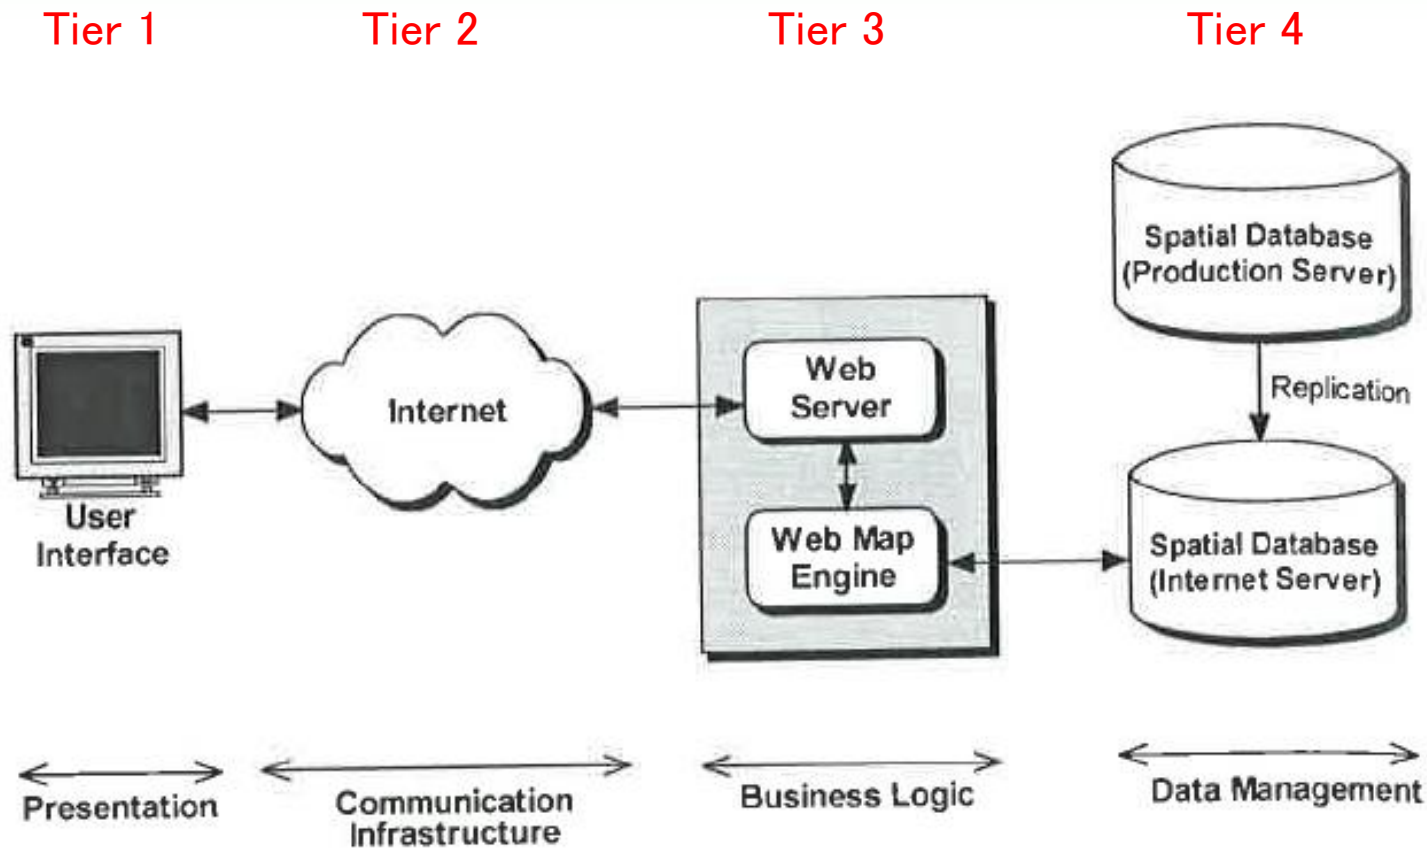 Tier 1
Tier 2
Tier 3
Tier 4
Spatial Database
(Production Server)
Replication
Web
Server
Internet
Web Map
Engine
Spatial Database
(Internet Server)
User
Interface
Presentation
Communication
Infrastructure
Business Logic
Data Management